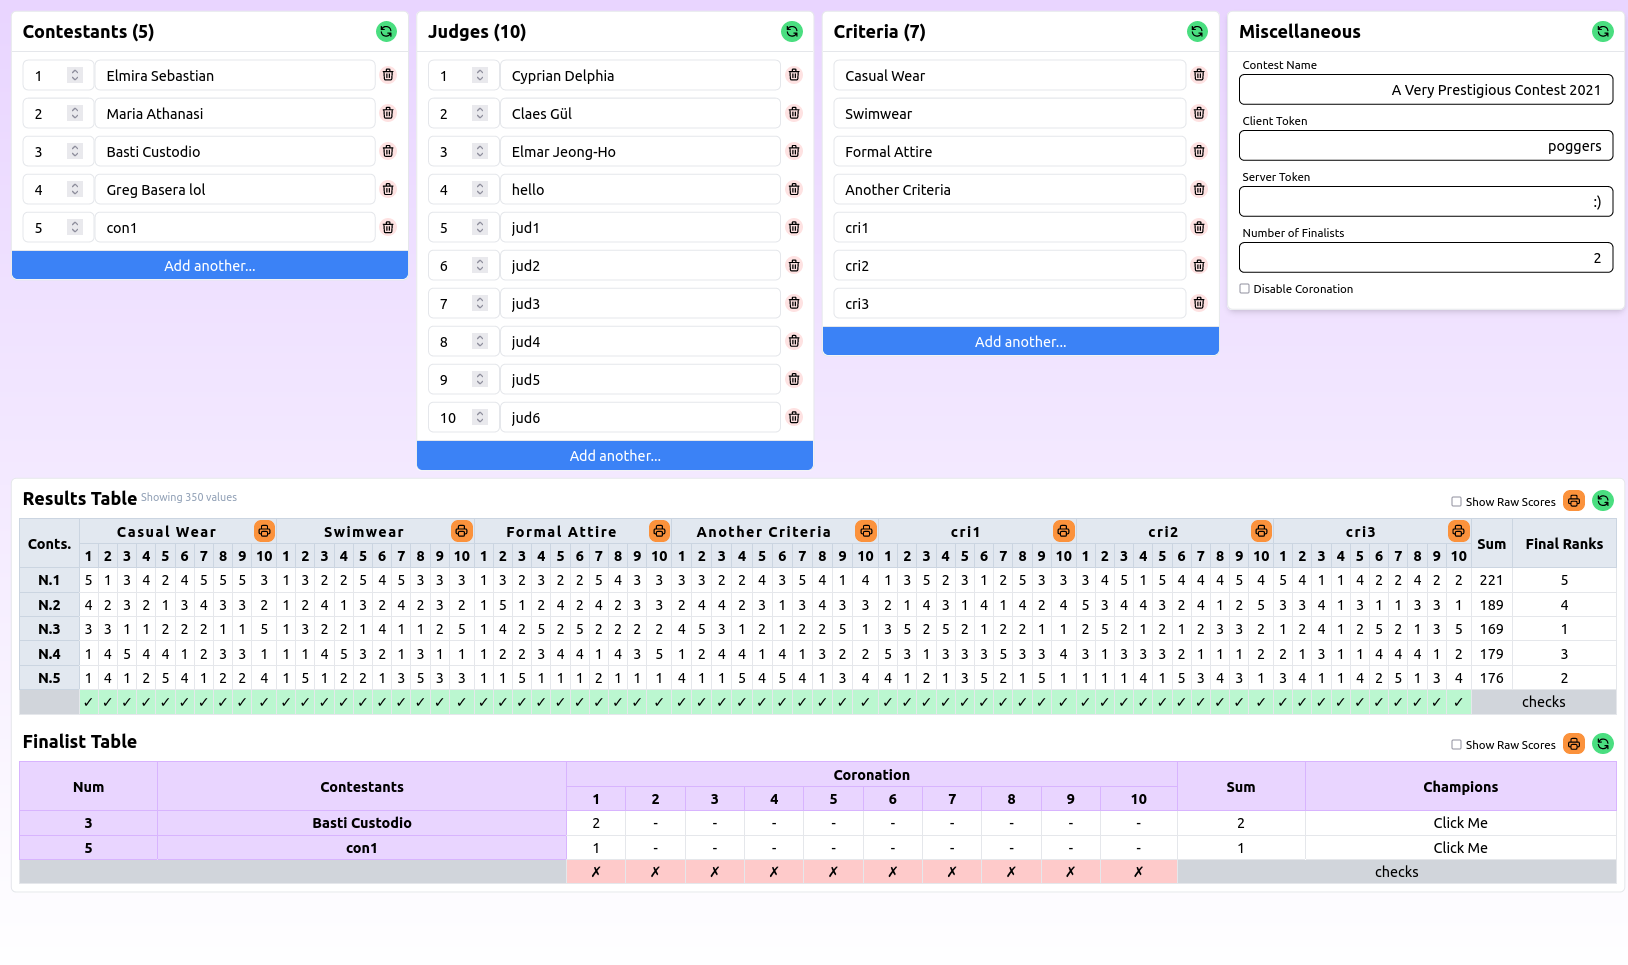 Contestants (5)
1 Elmira Sebastian
2 Maria Athanasi
3 Basti Custodio
4 Greg Basera lol
5 con1
Add another...
Judges (10)
1 Cyprian Delphia
2 Claes Gül
3 Elmar Jeong-Ho
4 hello
5 jud1
6 jud2
7 jud3
8 jud4
9 jud5
10 jud6
Add another...
Criteria (7)
Casual Wear
Swimwear
Formal Attire
Another Criteria
cri1
cri2
cri3
Add another...
Miscellaneous
Contest Name
A Very Prestigious Contest 2021
Client Token
poggers
Server Token
:)
Number of Finalists
2
Disable Coronation
Results Table Showing 350 values
Show Raw Scores
Conts. Casual Wear Swimwear Formal Attire Another Criteria cri1 cri2 cri3 Sum Final Ranks
1 2 3 4 5 6 7 8 9 10 1 2 3 4 5 6 7 8 9 10 1 2 3 4 5 6 7 8 9 10 1 2 3 4 5 6 7 8 9 10 1 2 3 4 5 6 7 8 9 10 1 2 3 4 5 6 7 8 9 10 1 2 3 4 5 6 7 8 9 10
N.1 5 1 3 4 2 4 5 5 5 3 1 3 2 2 5 4 5 3 3 3 1 3 2 3 2 2 5 4 3 3 3 3 2 2 4 3 5 4 1 4 1 3 5 2 3 1 2 5 3 3 3 4 5 1 5 4 4 4 5 4 5 4 1 1 4 2 2 4 2 2 221 5
N.2 4 2 3 2 1 3 4 3 3 2 1 2 4 1 3 2 4 2 3 2 1 5 1 2 4 2 4 2 3 3 2 4 4 2 3 1 3 4 3 3 2 1 4 3 1 4 1 4 2 4 5 3 4 4 3 2 4 1 2 5 3 3 4 1 3 1 1 3 3 1 189 4
N.3 3 3 1 1 2 2 2 1 1 5 1 3 2 2 1 4 1 1 2 5 1 4 2 5 2 5 2 2 2 2 4 5 3 1 2 1 2 2 5 1 3 5 2 5 2 1 2 2 1 1 2 5 2 1 2 1 2 3 3 2 1 2 4 1 2 5 2 1 3 5 169 1
N.4 1 4 5 4 4 1 2 3 3 1 1 1 4 5 3 2 1 3 1 1 1 2 2 3 4 4 1 4 3 5 1 2 4 4 1 4 1 3 2 2 5 3 1 3 3 3 5 3 3 4 3 1 3 3 3 2 1 1 1 2 2 1 3 1 1 4 4 4 1 2 179 3
N.5 1 4 1 2 5 4 1 2 2 4 1 5 1 2 2 1 3 5 3 3 1 1 5 1 1 1 2 1 1 1 4 1 1 5 4 5 4 1 3 4 4 1 2 1 3 5 2 1 5 1 1 1 1 4 1 5 3 4 3 1 3 4 1 1 4 2 5 1 3 4 176 2
✓ ✓ ✓ ✓ ✓ ✓ ✓ ✓ ✓ ✓ ✓ ✓ ✓ ✓ ✓ ✓ ✓ ✓ ✓ ✓ ✓ ✓ ✓ ✓ ✓ ✓ ✓ ✓ ✓ ✓ ✓ ✓ ✓ ✓ ✓ ✓ ✓ ✓ ✓ ✓ ✓ ✓ ✓ ✓ ✓ ✓ ✓ ✓ ✓ ✓ ✓ ✓ ✓ ✓ ✓ ✓ ✓ ✓ ✓ ✓ ✓ ✓ ✓ ✓ ✓ ✓ ✓ ✓ ✓ ✓ checks
Finalist Table
Show Raw Scores
Num Contestants Coronation Sum Champions
1 2 3 4 5 6 7 8 9 10
3 Basti Custodio 2 - - - - - - - - - 2 Click Me
5 con1 1 - - - - - - - - - 1 Click Me
✗ ✗ ✗ ✗ ✗ ✗ ✗ ✗ ✗ ✗ checks